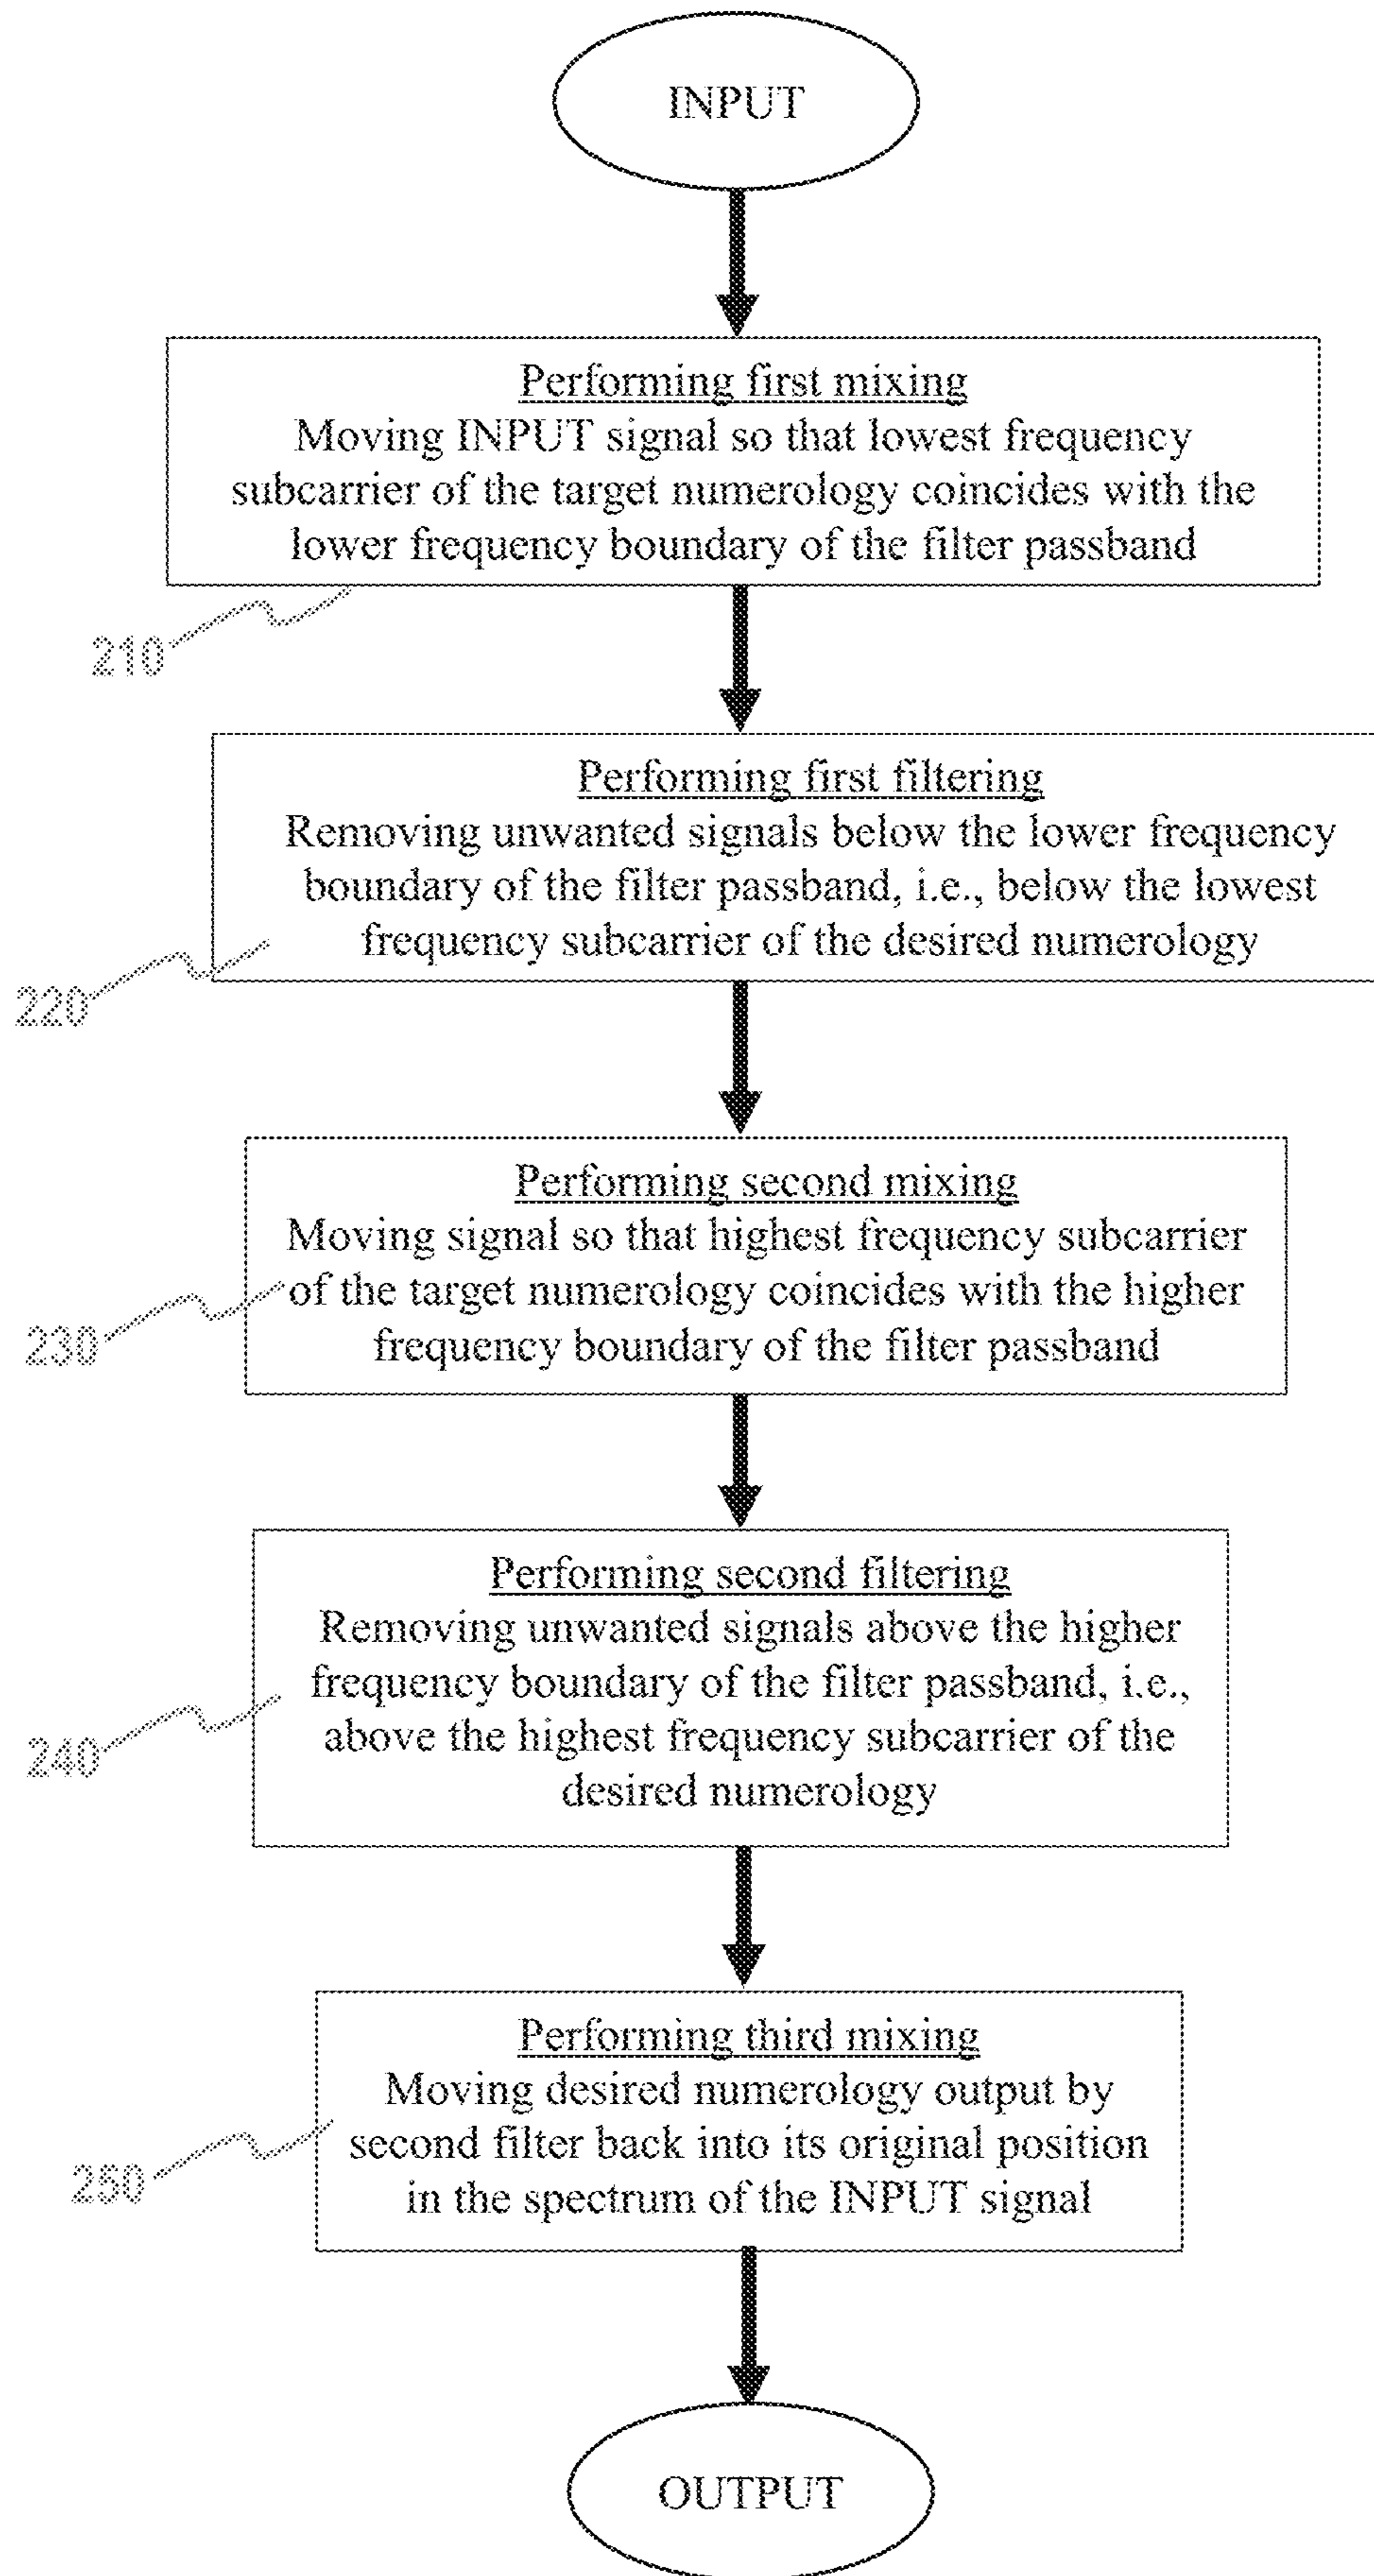 INPUT
Performing first mixing
Moving INPUT signal so that lowest frequency
subcarrier of the target numerology coincides with the
lower frequency boundary of the filter passband
210
Performing first filtering
Removing unwanted signals below the lower frequency
boundary of the filter passband, i.e., below the lowest
frequency subcarrier of the desired numerology
220
Performing second mixing
Moving signal so that highest frequency subcarrier
of the target numerology coincides with the higher
frequency boundary of the filter passband
230
Performing second filtering
Removing unwanted signals above the higher
frequency boundary of the filter passband, i.e.,
above the highest frequency subcarrier of the
desired numerology
240
Performing third mixing
Moving desired numerology output by
second filter back into its original position
in the spectrum of the INPUT signal
250
OUTPUT